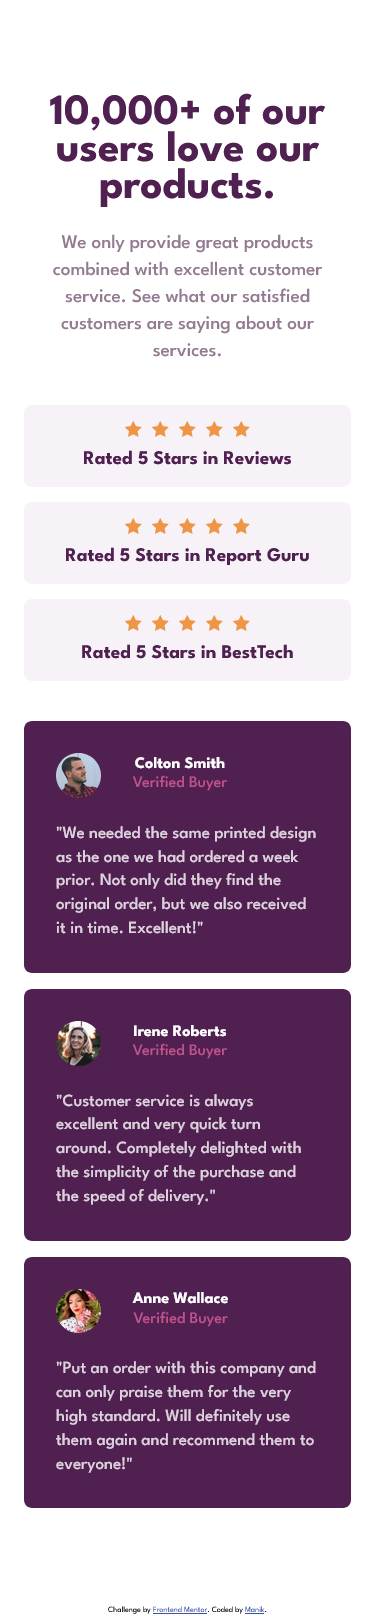 10,000+ of our
users love our
products.
We only provide great products
combined with excellent customer
service. See what our satisfied
customers are saying about our
services.
Rated 5 Stars in Reviews
Rated 5 Stars in Report Guru
Rated 5 Stars in BestTech
Colton Smith
Verified Buyer
"We needed the same printed design
as the one we had ordered a week
prior. Not only did they find the
original order, but we also received
it in time. Excellent!"
Irene Roberts
Verified Buyer
"Customer service is always
excellent and very quick turn
around. Completely delighted with
the simplicity of the purchase and
the speed of delivery."
Anne Wallace
Verified Buyer
"Put an order with this company and
can only praise them for the very
high standard. Will definitely use
them again and recommend them to
everyone!"
Challenge by Frontend Mentor. Coded by Manik.